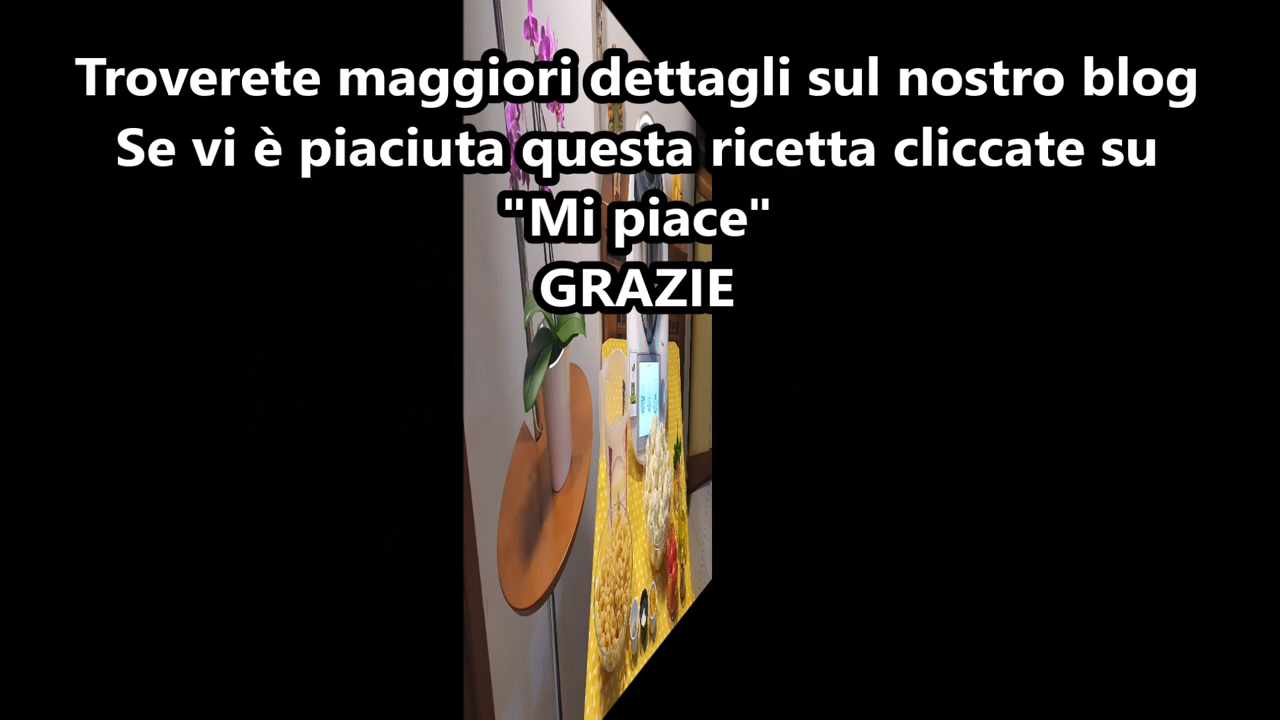 Troverete maggiori dettagli sul nostro blog
Se vi è piaciuta questa ricetta cliccate su
"Mi piace"
GRAZIE